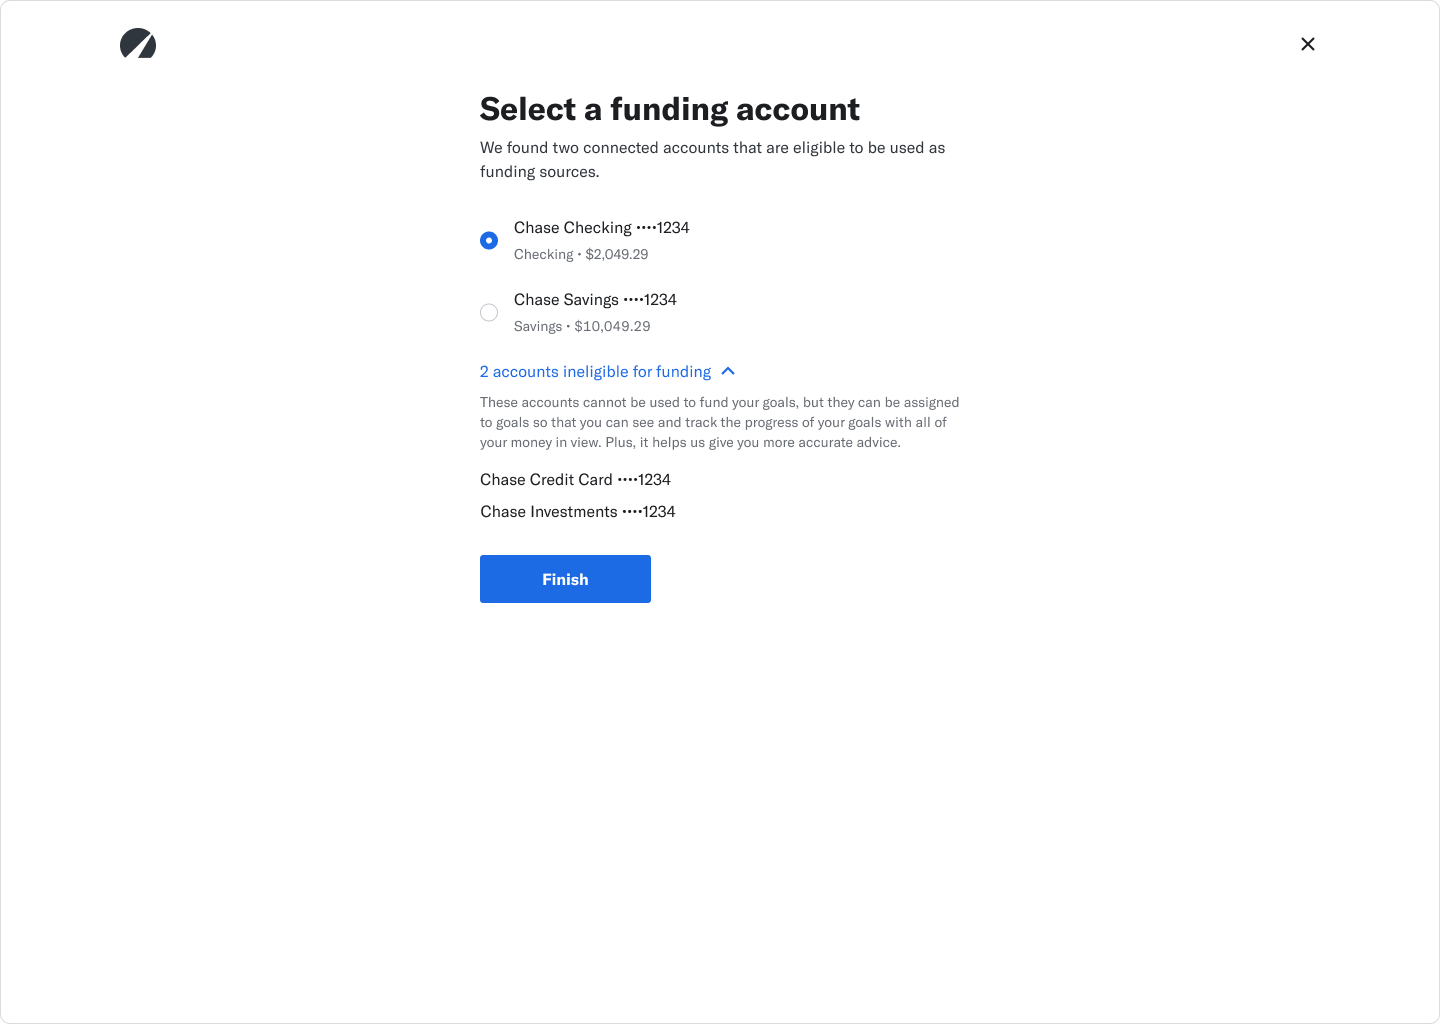 Select a funding account
We found two connected accounts that are eligible to be used as
funding sources.
Chase Checking ••••1234
Checking • $2,049.29
Chase Savings ••••1234
Savings • $10,049.29
2 accounts ineligible for funding
These accounts cannot be used to fund your goals, but they can be assigned
to goals so that you can see and track the progress of your goals with all of
your money in view. Plus, it helps us give you more accurate advice.
Chase Credit Card ••••1234
Chase Investments ••••1234
Finish